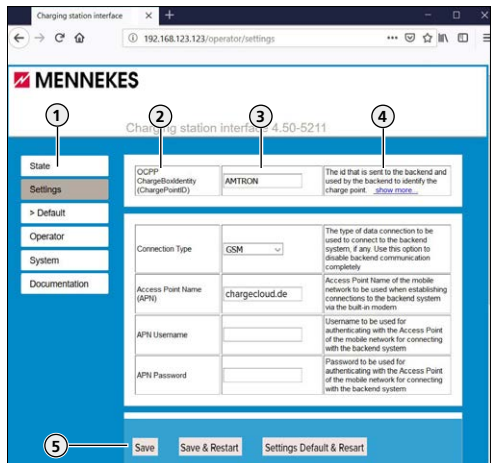 Charging station interface
192.168.123.123/operator/settings
MENNEKES
1
2
3
4
Charging station interface 4.50-5211
State
Settings
> Default
Operator
System
Documentation
OCPP
ChargeBoxIdentity
(ChargePointID)
AMTRON
The id that is sent to the backend and
used by the backend to identify the
charge point. show more...
Connection Type
GSM
The type of data connection to be
used to connect to the backend
system, if any. Use this option to
disable backend communication
completely
Access Point Name
(APN)
chargecloud.de
Access Point Name of the mobile
network to be used when establishing
connections to the backend system
via the built-in modem
APN Username
Username to be used for
authenticating with the Access Point
of the mobile network for connecting
with the backend system
APN Password
Password to be used for
authenticating with the Access Point
of the mobile network for connecting
with the backend system
5
Save
Save & Restart
Settings Default & Resart